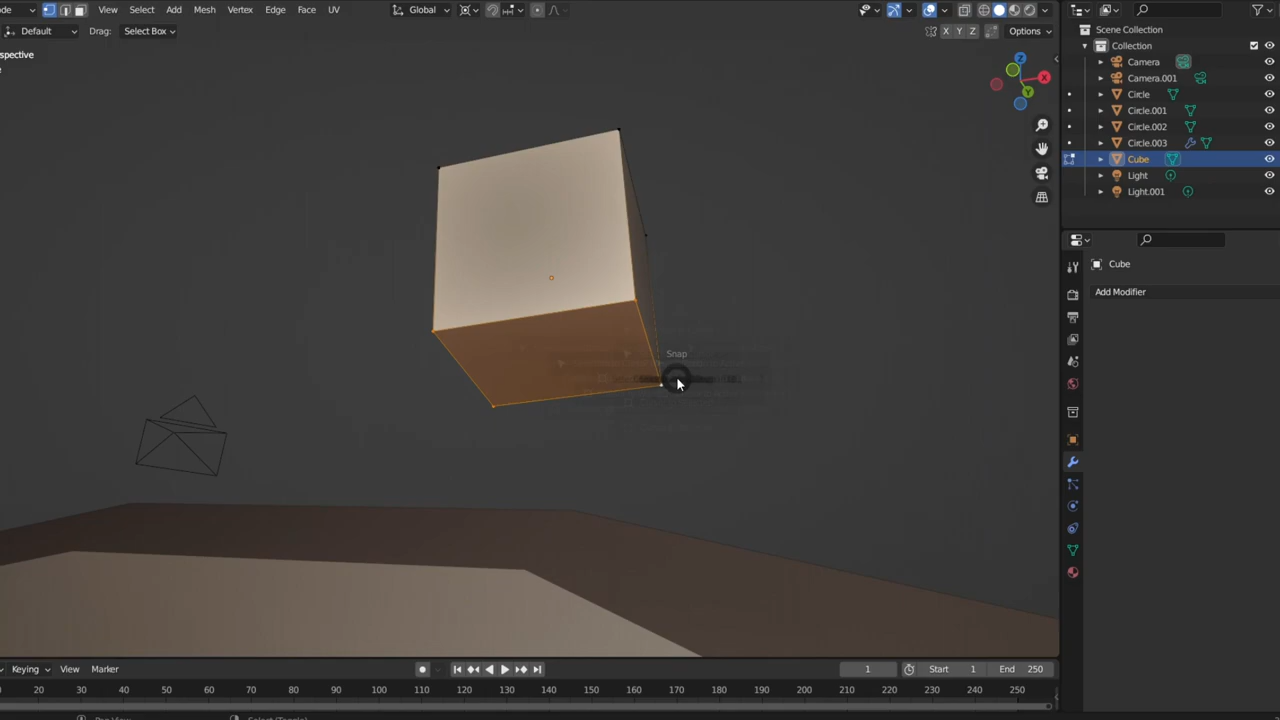 de View Select Add Mesh Vertex Edge Face UV Global
Default Drag: Select Box X Y Z Options
spective
Z
X
Y
Snap
Scene Collection
Collection
Camera
Camera.001
Circle
Circle.001
Circle.002
Circle.003
Cube
Light
Light.001
Cube
Add Modifier
Keying View Marker 1 Start 1 End 250
20 30 40 50 60 70 80 90 100 110 120 130 140 150 160 170 180 190 200 210 220 230 240 250